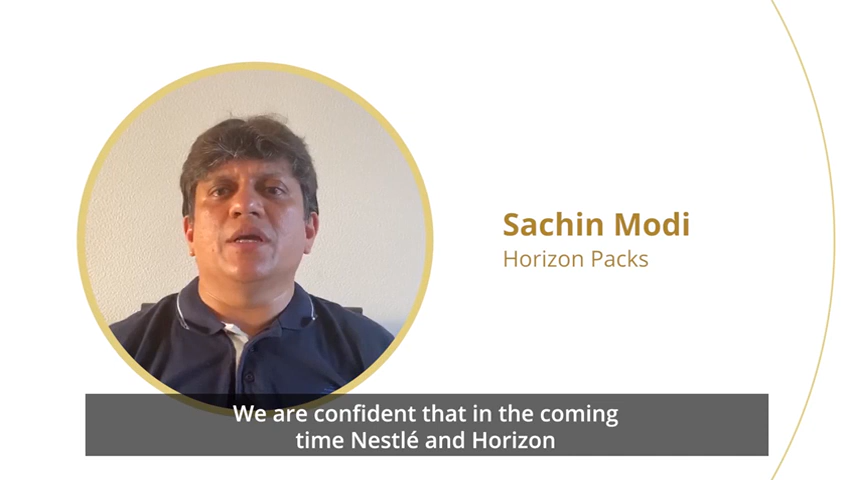 Sachin Modi
Horizon Packs
We are confident that in the coming
time Nestlé and Horizon